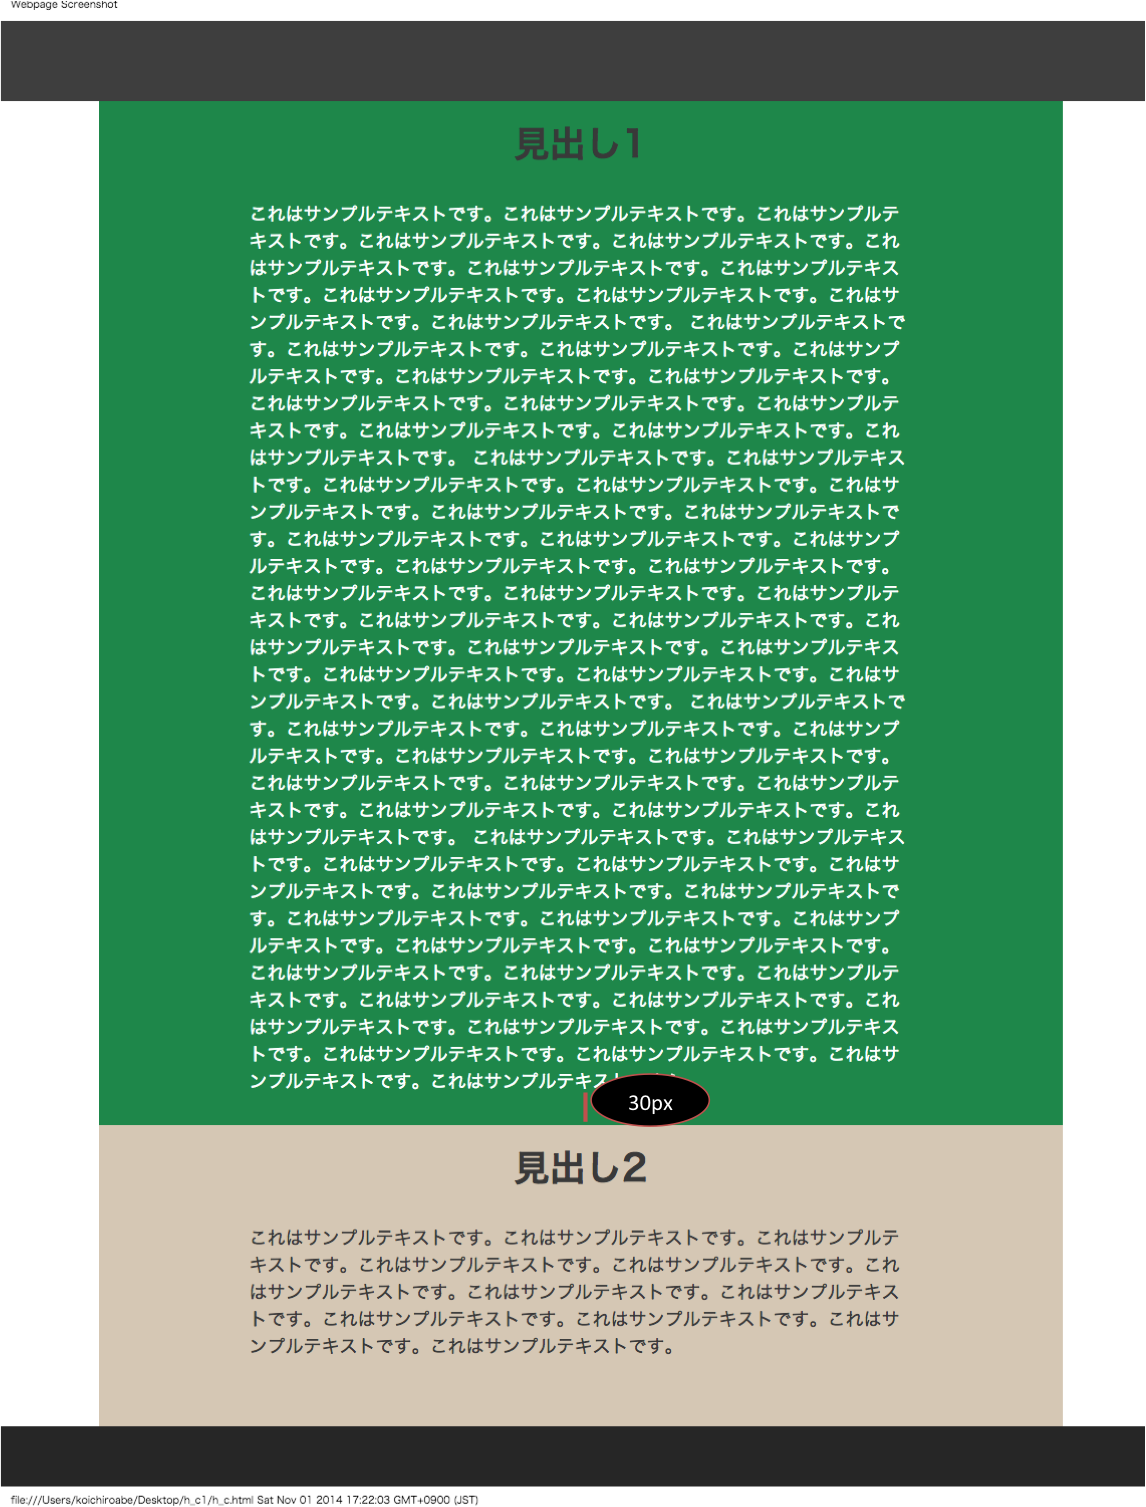 Webpage Screenshot
見出し1
これはサンプルテキストです。これはサンプルテキストです。これはサンプルテ
キストです。これはサンプルテキストです。これはサンプルテキストです。これ
はサンプルテキストです。これはサンプルテキストです。これはサンプルテキス
トです。これはサンプルテキストです。これはサンプルテキストです。これはサ
ンプルテキストです。これはサンプルテキストです。 これはサンプルテキストで
す。これはサンプルテキストです。これはサンプルテキストです。これはサンプ
ルテキストです。これはサンプルテキストです。これはサンプルテキストです。
これはサンプルテキストです。これはサンプルテキストです。これはサンプルテ
キストです。これはサンプルテキストです。これはサンプルテキストです。これ
はサンプルテキストです。 これはサンプルテキストです。これはサンプルテキス
トです。これはサンプルテキストです。これはサンプルテキストです。これはサ
ンプルテキストです。これはサンプルテキストです。これはサンプルテキストで
す。これはサンプルテキストです。これはサンプルテキストです。これはサンプ
ルテキストです。これはサンプルテキストです。これはサンプルテキストです。
これはサンプルテキストです。これはサンプルテキストです。これはサンプルテ
キストです。これはサンプルテキストです。これはサンプルテキストです。これ
はサンプルテキストです。これはサンプルテキストです。これはサンプルテキス
トです。これはサンプルテキストです。これはサンプルテキストです。これはサ
ンプルテキストです。これはサンプルテキストです。 これはサンプルテキストで
す。これはサンプルテキストです。これはサンプルテキストです。これはサンプ
ルテキストです。これはサンプルテキストです。これはサンプルテキストです。
これはサンプルテキストです。これはサンプルテキストです。これはサンプルテ
キストです。これはサンプルテキストです。これはサンプルテキストです。これ
はサンプルテキストです。 これはサンプルテキストです。これはサンプルテキス
トです。これはサンプルテキストです。これはサンプルテキストです。これはサ
ンプルテキストです。これはサンプルテキストです。これはサンプルテキストで
す。これはサンプルテキストです。これはサンプルテキストです。これはサンプ
ルテキストです。これはサンプルテキストです。これはサンプルテキストです。
これはサンプルテキストです。これはサンプルテキストです。これはサンプルテ
キストです。これはサンプルテキストです。これはサンプルテキストです。これ
はサンプルテキストです。これはサンプルテキストです。これはサンプルテキス
トです。これはサンプルテキストです。これはサンプルテキストです。これはサ
ンプルテキストです。これはサンプルテキス
30px
見出し2
これはサンプルテキストです。これはサンプルテキストです。これはサンプルテ
キストです。これはサンプルテキストです。これはサンプルテキストです。これ
はサンプルテキストです。これはサンプルテキストです。これはサンプルテキス
トです。これはサンプルテキストです。これはサンプルテキストです。これはサ
ンプルテキストです。これはサンプルテキストです。
file:///Users/koichiroabe/Desktop/h_c1/h_c.html Sat Nov 01 2014 17:22:03 GMT+0900 (JST)